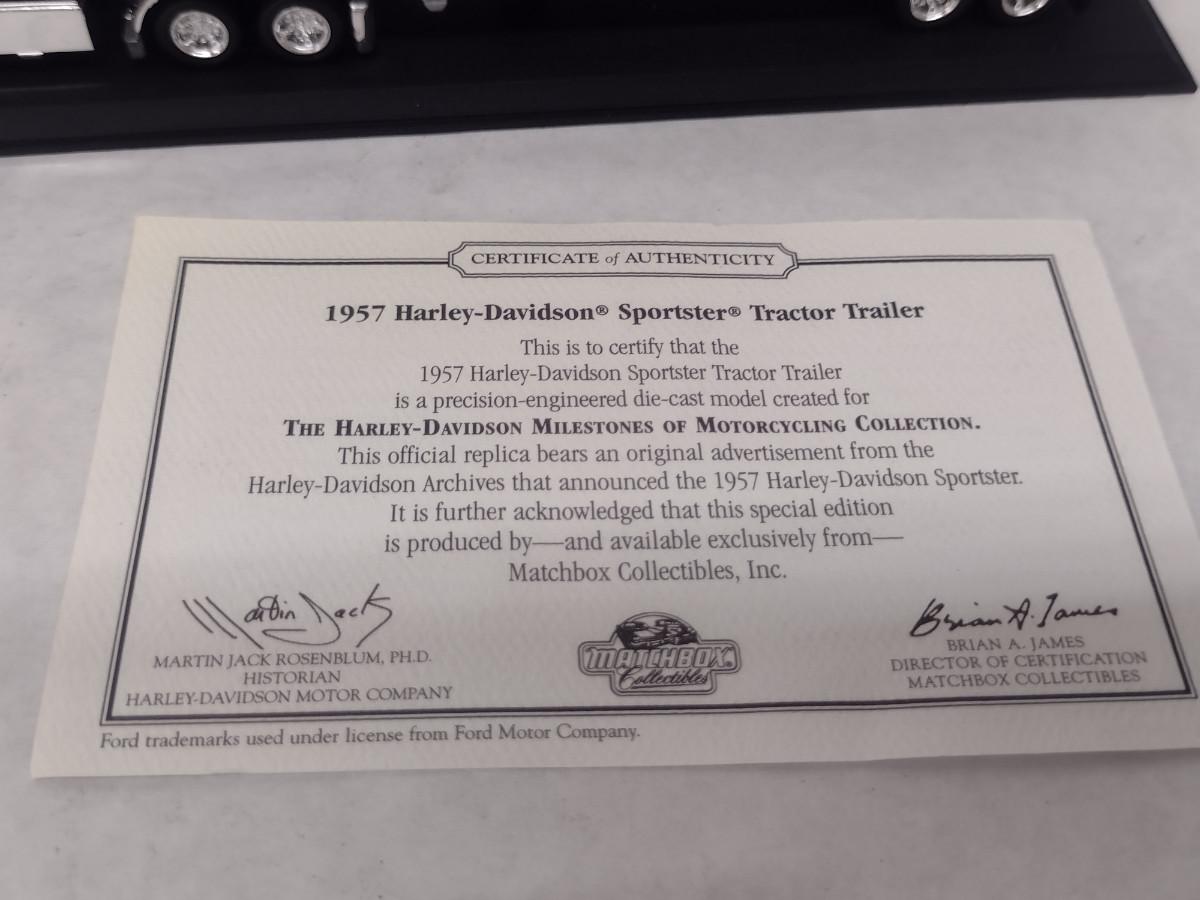 CERTIFICATE of AUTHENTICITY
1957 Harley-Davidson® Sportster® Tractor Trailer
This is to certify that the
1957 Harley-Davidson Sportster Tractor Trailer
is a precision-engineered die-cast model created for
THE HARLEY-DAVIDSON MILESTONES OF MOTORCYCLING COLLECTION.
This official replica bears an original advertisement from the
Harley-Davidson Archives that announced the 1957 Harley-Davidson Sportster.
It is further acknowledged that this special edition
is produced by—and available exclusively from—
Matchbox Collectibles, Inc.
Martin Jack
MARTIN JACK ROSENBLUM, PH.D.
HISTORIAN
HARLEY-DAVIDSON MOTOR COMPANY
MATCHBOX®
Collectibles
Brian A. James
BRIAN A. JAMES
DIRECTOR OF CERTIFICATION
MATCHBOX COLLECTIBLES
Ford trademarks used under license from Ford Motor Company.